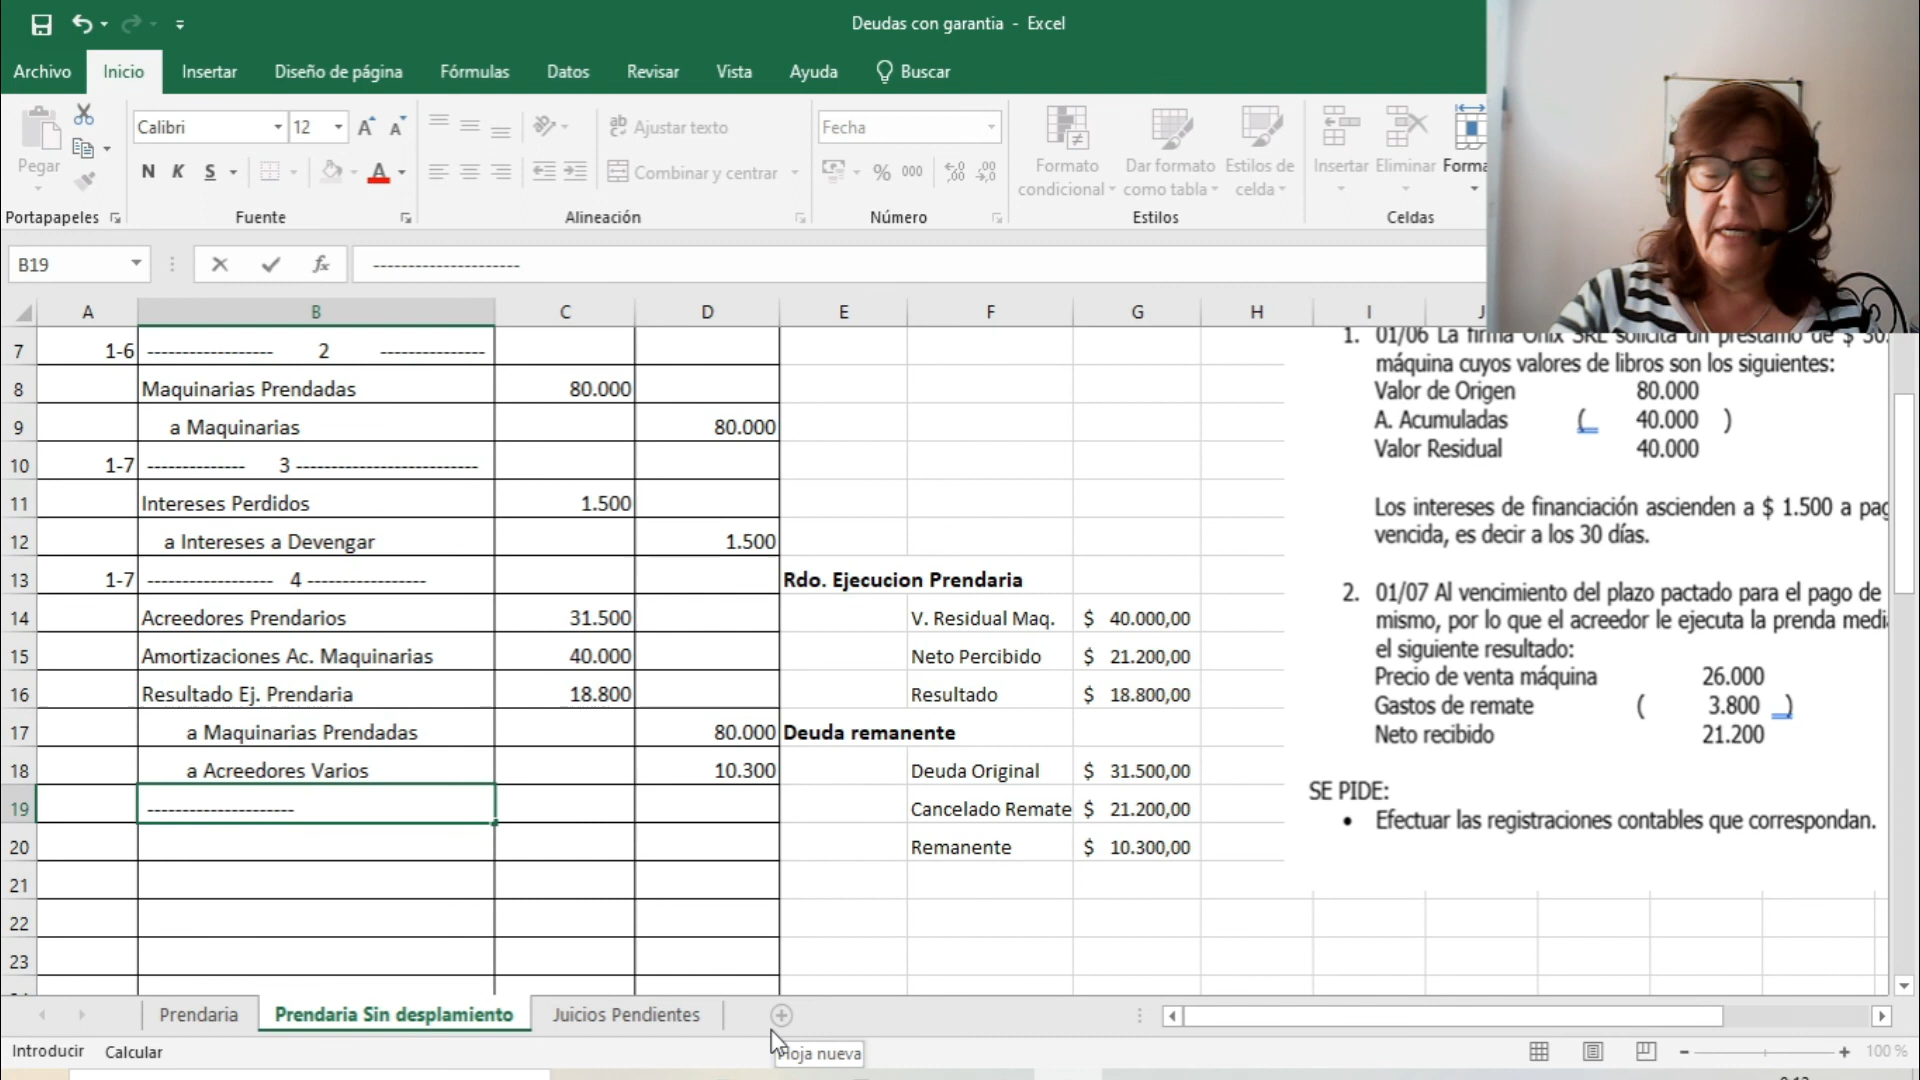 Deudas con garantia - Excel
Archivo Inicio Insertar Diseño de página Fórmulas Datos Revisar Vista Ayuda Buscar
Pegar
Calibri 12
N K S
Ajustar texto
Combinar y centrar
Fecha
% 000
Formato condicional
Dar formato como tabla
Estilos de celda
Insertar Eliminar
Portapapeles Fuente Alineación Número Estilos Celdas
B19 fx ---------------------
A B C D E F G H I
7 1-6 ------------------ 2 ---------------
8 Maquinarias Prendadas 80.000
9 a Maquinarias 80.000
10 1-7 -------------- 3 --------------------------
11 Intereses Perdidos 1.500
12 a Intereses a Devengar 1.500
13 1-7 ------------------ 4 ----------------- Rdo. Ejecucion Prendaria
14 Acreedores Prendarios 31.500 V. Residual Maq. $ 40.000,00
15 Amortizaciones Ac. Maquinarias 40.000 Neto Percibido $ 21.200,00
16 Resultado Ej. Prendaria 18.800 Resultado $ 18.800,00
17 a Maquinarias Prendadas 80.000 Deuda remanente
18 a Acreedores Varios 10.300 Deuda Original $ 31.500,00
19 --------------------- Cancelado Remate $ 21.200,00
20 Remanente $ 10.300,00
21
22
23
1. 01/06 La firma Onix SRL solicita un préstamo de $ 30.
máquina cuyos valores de libros son los siguientes:
Valor de Origen 80.000
A. Acumuladas ( 40.000 )
Valor Residual 40.000
Los intereses de financiación ascienden a $ 1.500 a pag
vencida, es decir a los 30 días.
2. 01/07 Al vencimiento del plazo pactado para el pago de
mismo, por lo que el acreedor le ejecuta la prenda medi
el siguiente resultado:
Precio de venta máquina 26.000
Gastos de remate ( 3.800 )
Neto recibido 21.200
SE PIDE:
• Efectuar las registraciones contables que correspondan.
Prendaria Prendaria Sin desplamiento Juicios Pendientes
Hoja nueva
Introducir Calcular
100 %